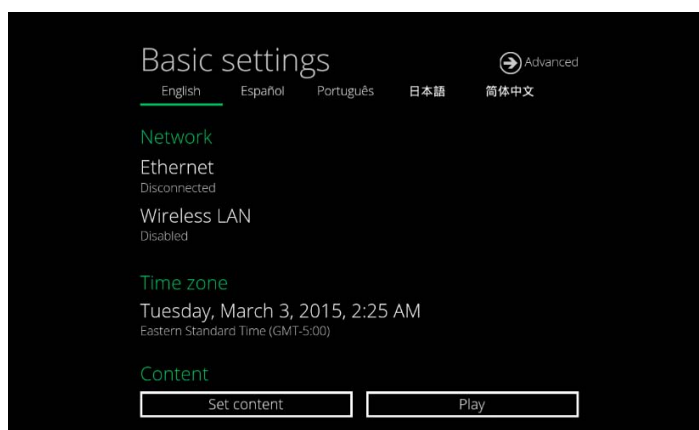 Basic settings
Advanced
English Español Português 日本語 简体中文
Network
Ethernet
Disconnected
Wireless LAN
Disabled
Time zone
Tuesday, March 3, 2015, 2:25 AM
Eastern Standard Time (GMT-5:00)
Content
Set content Play